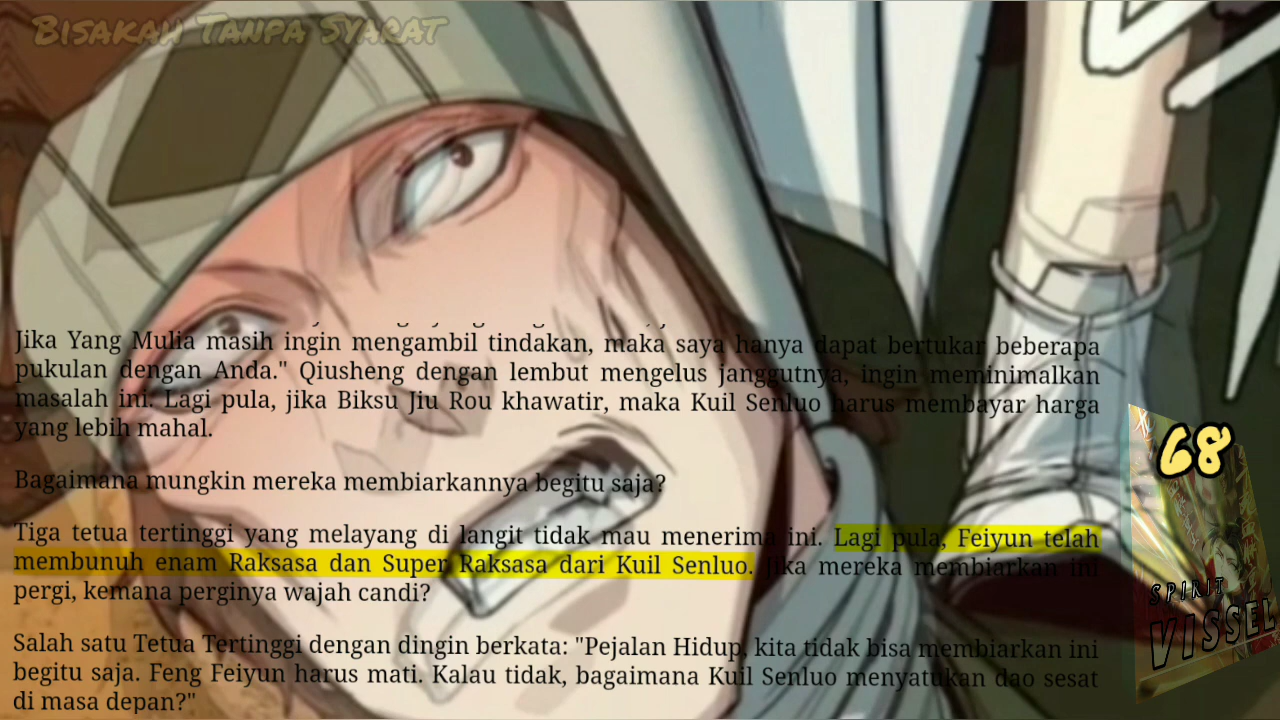 Bisakah Tanpa Syarat
Jika Yang Mulia masih ingin mengambil tindakan, maka saya hanya dapat bertukar beberapa
pukulan dengan Anda." Qiusheng dengan lembut mengelus janggutnya, ingin meminimalkan
masalah ini. Lagi pula, jika Biksu Jiu Rou khawatir, maka Kuil Senluo harus membayar harga
yang lebih mahal.
Bagaimana mungkin mereka membiarkannya begitu saja?
Tiga tetua tertinggi yang melayang di langit tidak mau menerima ini. Lagi pula, Feiyun telah
membunuh enam Raksasa dan Super Raksasa dari Kuil Senluo. Jika mereka membiarkan ini
pergi, kemana perginya wajah candi?
Salah satu Tetua Tertinggi dengan dingin berkata: "Pejalan Hidup, kita tidak bisa membiarkan ini
begitu saja. Feng Feiyun harus mati. Kalau tidak, bagaimana Kuil Senluo menyatukan dao sesat
di masa depan?"
68
SPIRIT
VISSEL